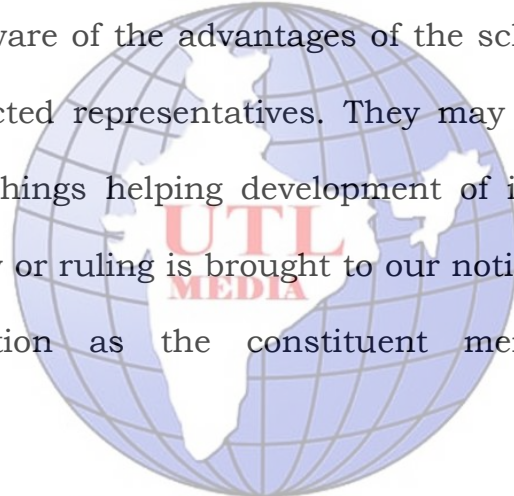 ware of the advantages of the scl
cted representatives. They may
hings helping development of i
UTL
y or ruling is brought to our noti
MEDIA
tion as the constituent me